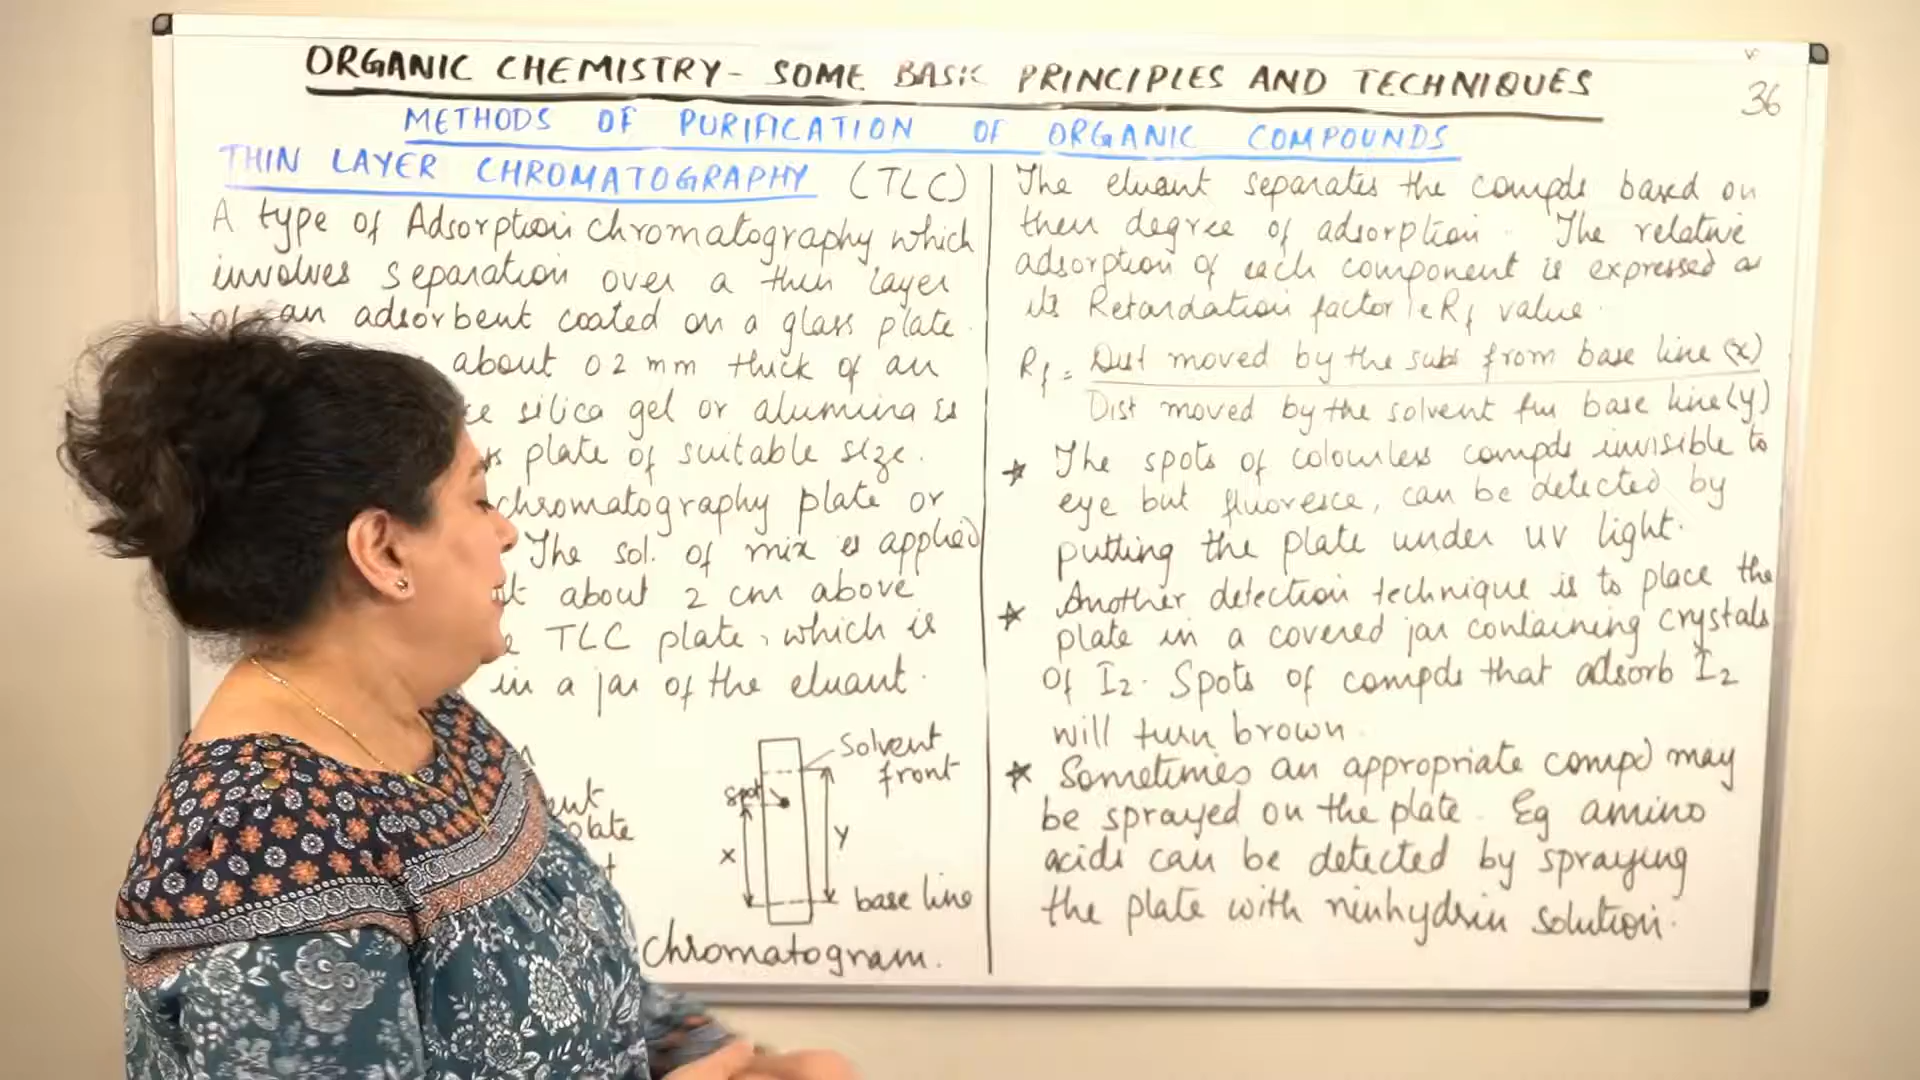 ORGANIC CHEMISTRY- SOME BASIC PRINCIPLES AND TECHNIQUES
36
METHODS OF PURIFICATION OF ORGANIC COMPOUNDS
THIN LAYER CHROMATOGRAPHY (TLC)
A type of Adsorption chromatography which
involves separation over a thin layer
of an adsorbent coated on a glass plate.
about 0.2 mm thick of an
silica gel or alumina is
plate of suitable size.
chromatography plate or
The sol. of mix is applied
about 2 cm above
TLC plate, which is
in a jar of the eluant.
Solvent
front
spot
x
y
base line
chromatogram.
The eluant separates the compds based on
their degree of adsorption. The relative
adsorption of each component is expressed as
its Retardation factor ie Rf value.
Rf = Dist moved by the subs from base line (x)
Dist moved by the solvent fm base line (y)
★ The spots of colourless compds invisible to
eye but fluoresce, can be detected by
putting the plate under UV light.
★ Another detection technique is to place the
plate in a covered jar containing crystals
of I2. Spots of compds that adsorb I2
will turn brown.
★ Sometimes an appropriate compd may
be sprayed on the plate. Eg amino
acids can be detected by spraying
the plate with ninhydrin solution.